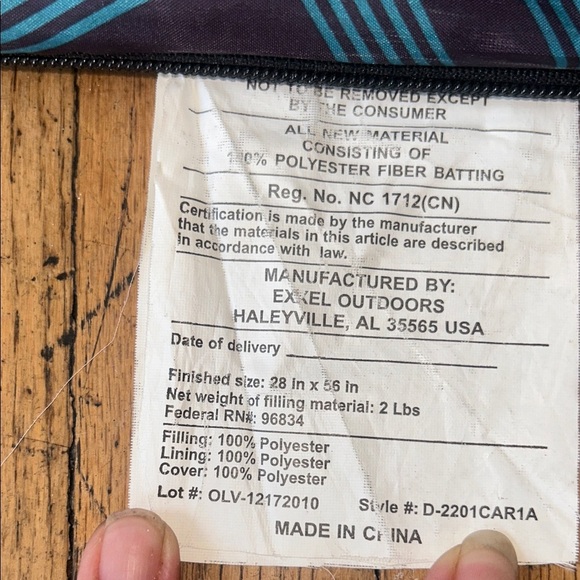 NOT TO BE REMOVED EXCEPT
BY THE CONSUMER
ALL NEW MATERIAL
CONSISTING OF
100% POLYESTER FIBER BATTING
Reg. No. NC 1712(CN)
Certification is made by the manufacturer
that the materials in this article are described
in accordance with law.
MANUFACTURED BY:
EXXEL OUTDOORS
HALEYVILLE, AL 35565 USA
Date of delivery
Finished size: 28 in x 56 in
Net weight of filling material: 2 Lbs
Federal RN#: 96834
Filling: 100% Polyester
Lining: 100% Polyester
Cover: 100% Polyester
Lot #: OLV-12172010 Style #: D-2201CAR1A
MADE IN CHINA